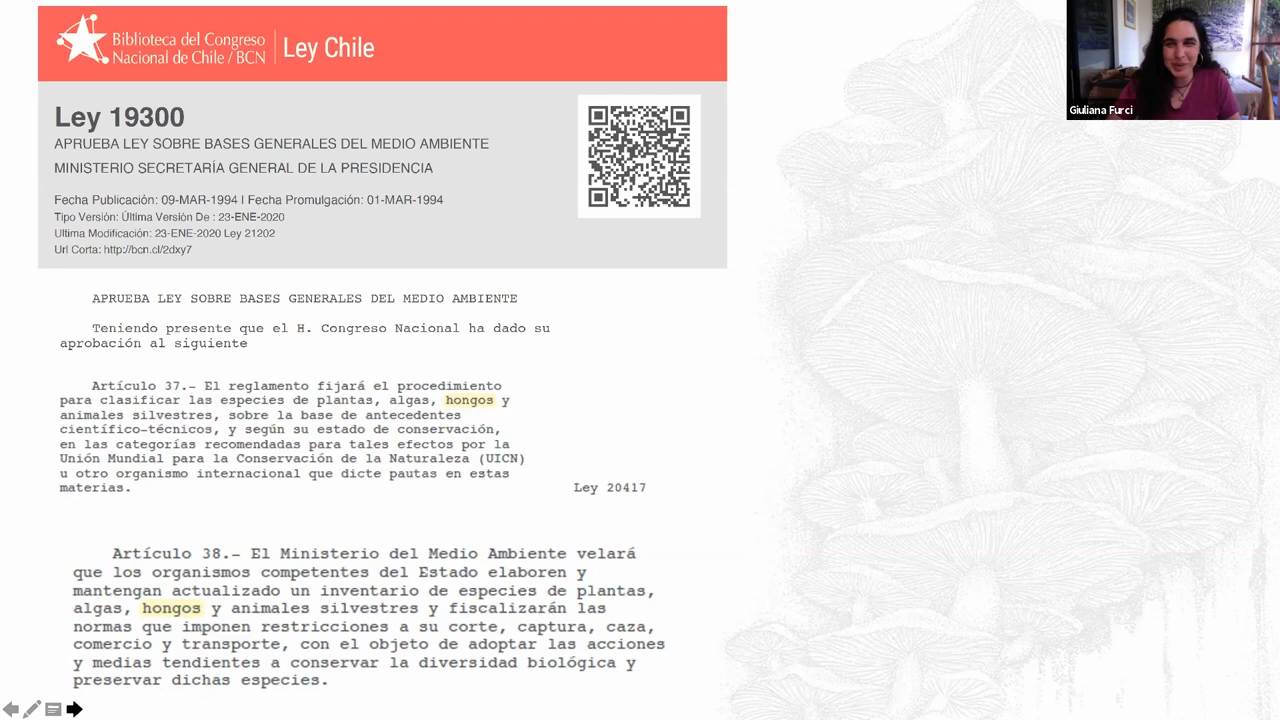 Biblioteca del Congreso
Nacional de Chile / BCN
Ley Chile
Giuliana Furci
Ley 19300
APRUEBA LEY SOBRE BASES GENERALES DEL MEDIO AMBIENTE
MINISTERIO SECRETARÍA GENERAL DE LA PRESIDENCIA
Fecha Publicación: 09-MAR-1994 | Fecha Promulgación: 01-MAR-1994
Tipo Versión: Última Versión De : 23-ENE-2020
Ultima Modificación: 23-ENE-2020 Ley 21202
Url Corta: http://bcn.cl/2dxy7
APRUEBA LEY SOBRE BASES GENERALES DEL MEDIO AMBIENTE
Teniendo presente que el H. Congreso Nacional ha dado su
aprobación al siguiente
Artículo 37.- El reglamento fijará el procedimiento
para clasificar las especies de plantas, algas, hongos y
animales silvestres, sobre la base de antecedentes
científico-técnicos, y según su estado de conservación,
en las categorías recomendadas para tales efectos por la
Unión Mundial para la Conservación de la Naturaleza (UICN)
u otro organismo internacional que dicte pautas en estas
materias.
Ley 20417
Artículo 38.- El Ministerio del Medio Ambiente velará
que los organismos competentes del Estado elaboren y
mantengan actualizado un inventario de especies de plantas,
algas, hongos y animales silvestres y fiscalizarán las
normas que imponen restricciones a su corte, captura, caza,
comercio y transporte, con el objeto de adoptar las acciones
y medias tendientes a conservar la diversidad biológica y
preservar dichas especies.